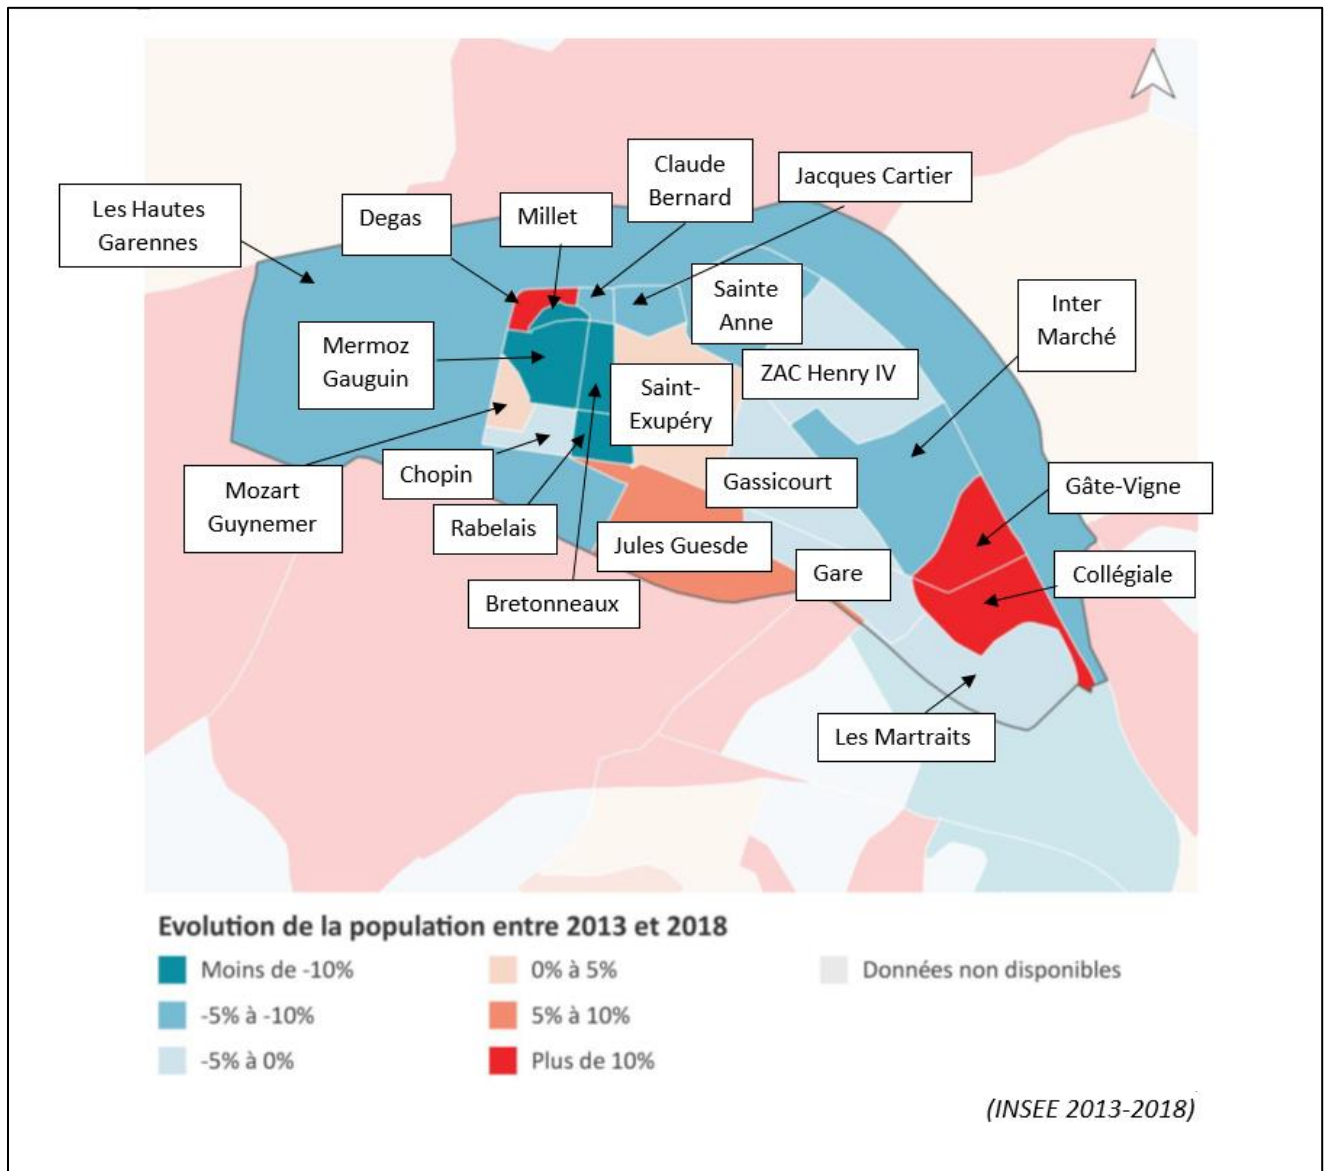 Claude
Bernard
Jacques Cartier
Les Hautes
Garennes
Degas
Millet
Sainte
Anne
Inter
Marché
Mermoz
Gauguin
ZAC Henry IV
Saint-
Exupéry
Chopin
Gassicourt
Gâte-Vigne
Mozart
Guynemer
Rabelais
Jules Guesde
Gare
Collégiale
Bretonneaux
Les Martraits
Evolution de la population entre 2013 et 2018
Moins de -10%
0% à 5%
Données non disponibles
-5% à -10%
5% à 10%
-5% à 0%
Plus de 10%
(INSEE 2013-2018)